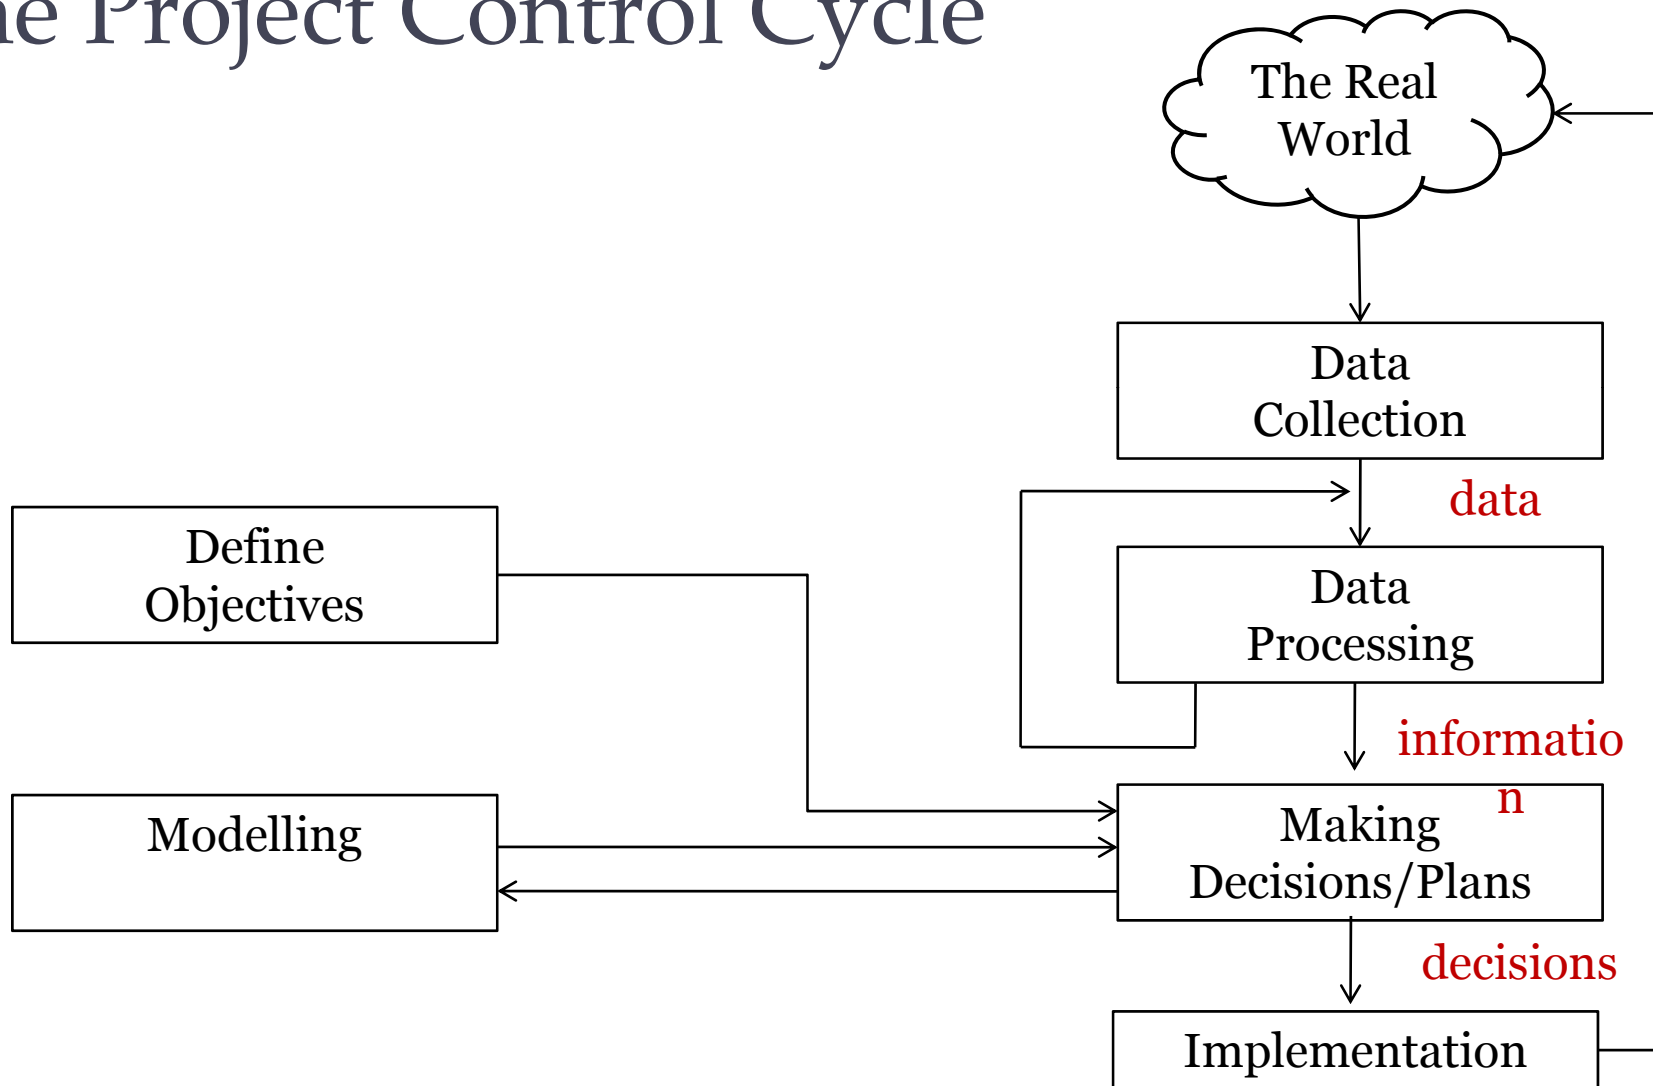 ne Project Control Cycle
The Real
World
Data
Collection
data
Define
Objectives
Data
Processing
informatio
n
Modelling
Making
Decisions/Plans
decisions
Implementation